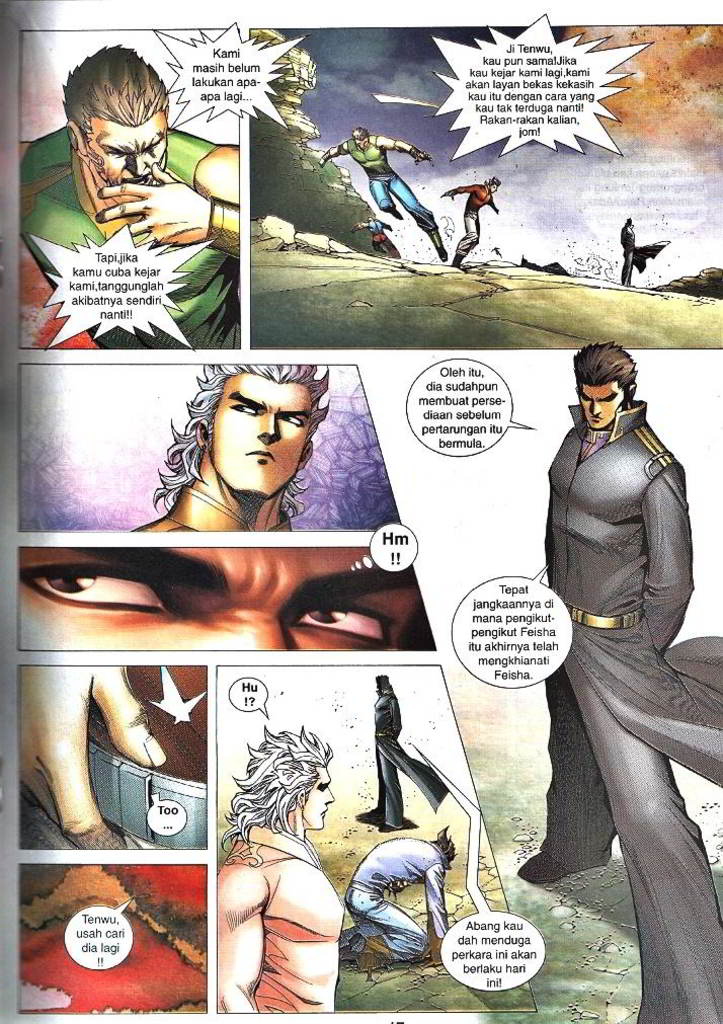 Kami
masih belum
lakukan apa-
apa lagi...
Tapi,jika
kamu cuba kejar
kami,tanggunglah
akibatnya sendiri
nanti!!
Ji Tenwu,
kau pun sama!Jika
kau kejar kami lagi,kami
akan layan bekas kekasih
kau itu dengan cara yang
kau tak terduga nanti!
Rakan-rakan kalian,
jom!
Oleh itu,
dia sudahpun
membuat perse-
diaan sebelum
pertarungan itu
bermula.
Hm
!!
Tepat
jangkaannya di
mana pengikut-
pengikut Feisha
itu akhirnya telah
mengkhianati
Feisha.
Too
...
Hu
!?
Tenwu,
usah cari
dia lagi
!!
Abang kau
dah menduga
perkara ini akan
berlaku hari
ini!